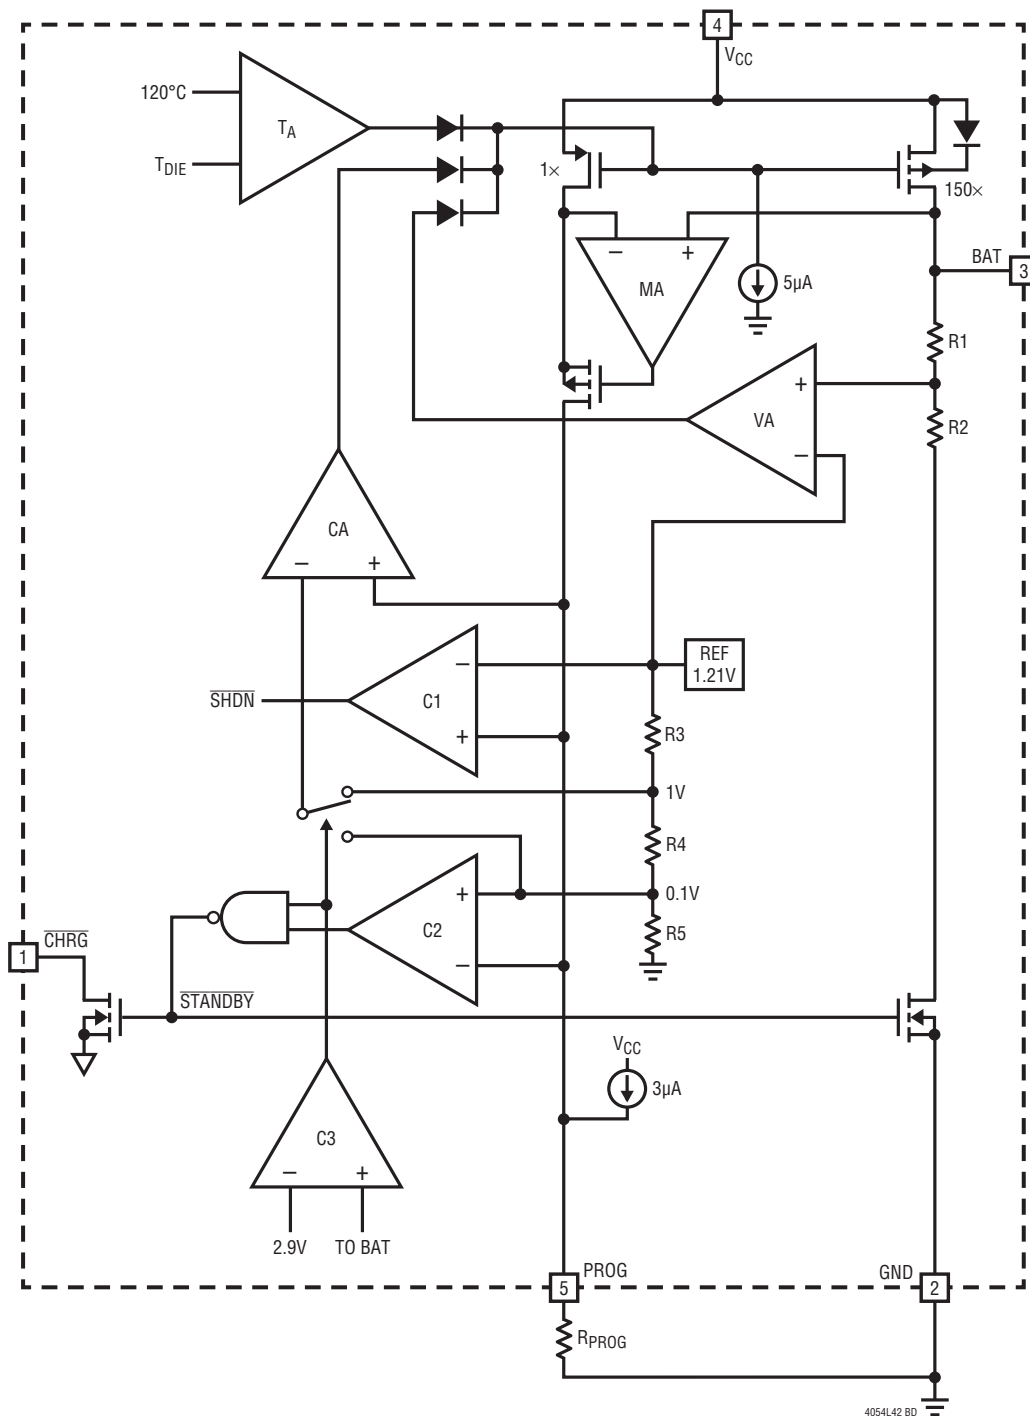 4
VCC
120°C
TA
TDIE
1×
150×
− +
MA
5µA
BAT
3
R1
+
VA
R2
−
CA
− +
REF
1.21V
−
SHDN
C1
+
R3
1V
R4
+
0.1V
C2
R5
−
CHRG
1
STANDBY
VCC
3µA
C3
− +
2.9V
TO BAT
PROG
5
GND
2
RPROG
4054L42 BD